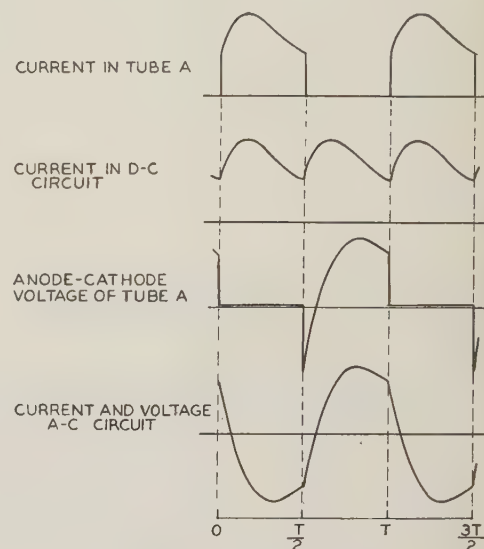 CURRENT IN TUBE A
CURRENT IN D-C
CIRCUIT
ANODE-CATHODE
VOLTAGE OF TUBE A
CURRENT AND VOLTAGE
A-C CIRCUIT
0 T/2 T 3T/2